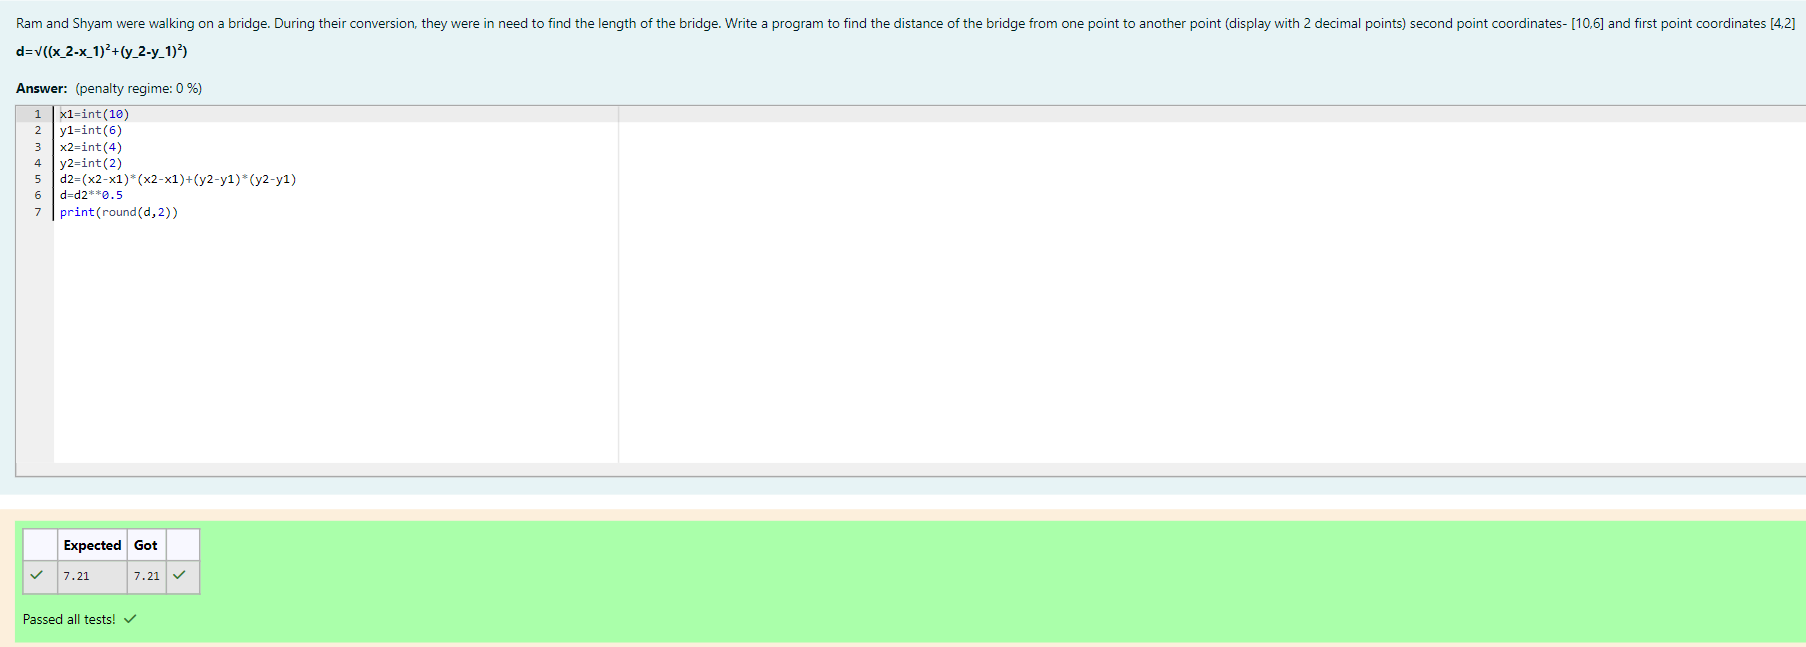 Ram and Shyam were walking on a bridge. During their conversion, they were in need to find the length of the bridge. Write a program to find the distance of the bridge from one point to another point (display with 2 decimal points) second point coordinates- [10,6] and first point coordinates [4,2]
d=√((x_2-x_1)²+(y_2-y_1)²)
Answer: (penalty regime: 0 %)
1 x1=int(10)
2 y1=int(6)
3 x2=int(4)
4 y2=int(2)
5 d2=(x2-x1)*(x2-x1)+(y2-y1)*(y2-y1)
6 d=d2**0.5
7 print(round(d,2))
Expected Got
7.21 7.21
Passed all tests!